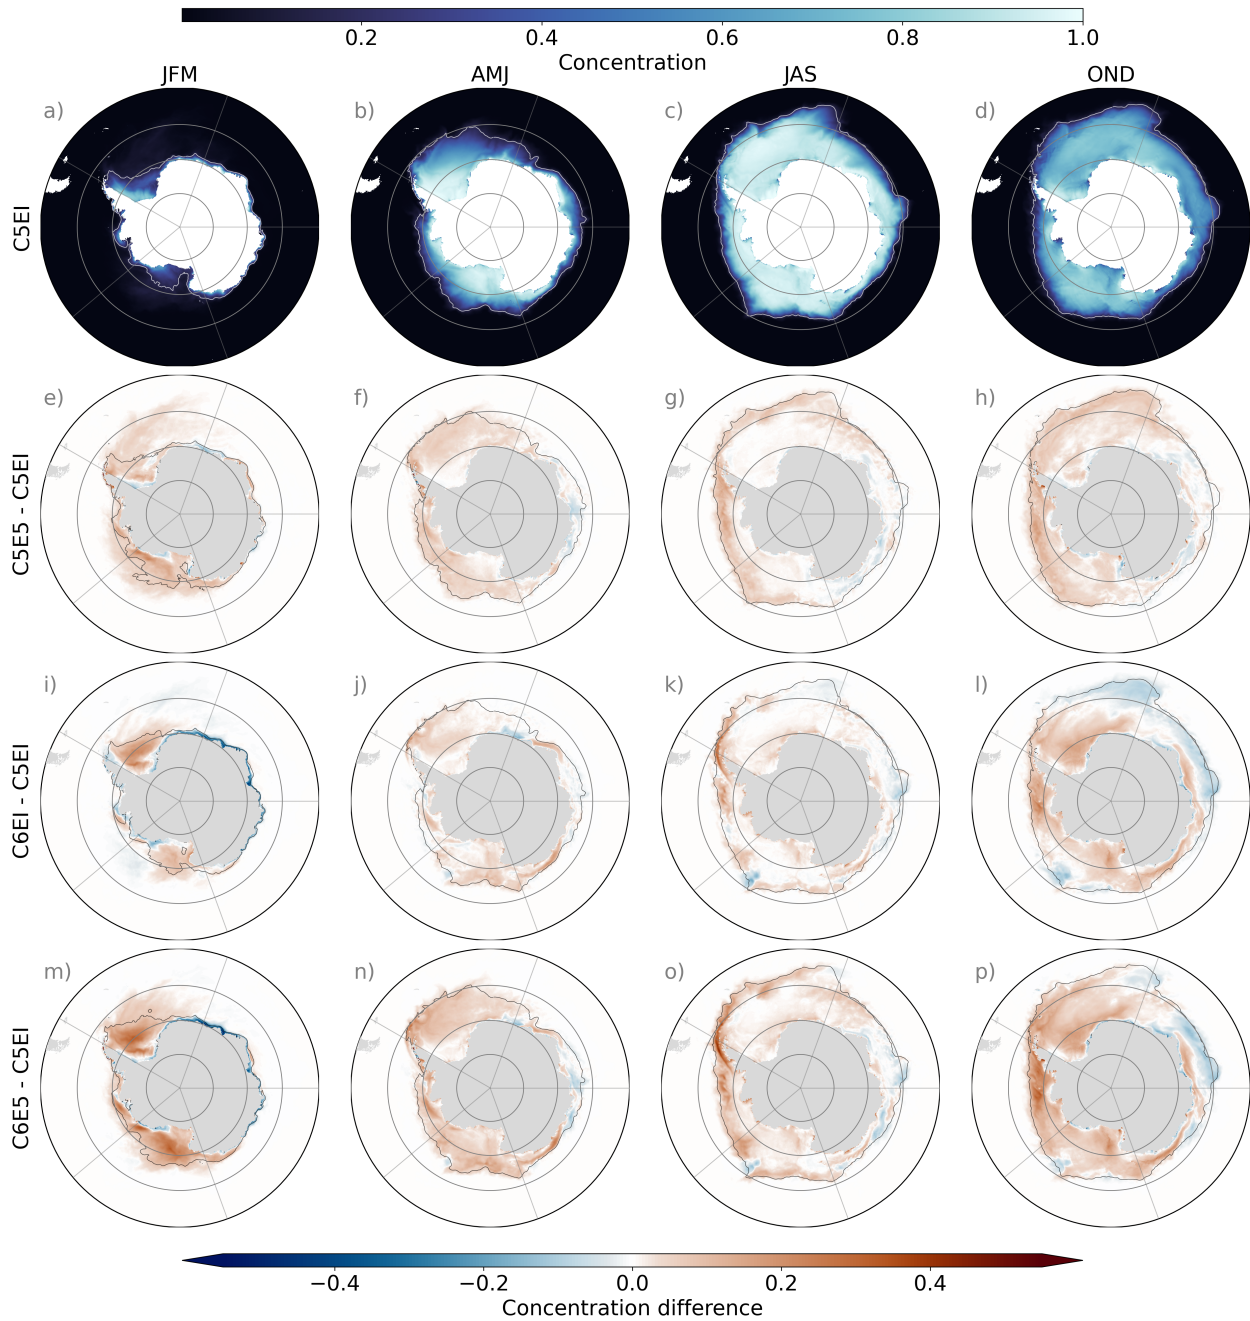 0.2 0.4 0.6 0.8 1.0
Concentration
JFM AMJ JAS OND
a) b) c) d)
C5EI
e) f) g) h)
C5E5 - C5EI
i) j) k) l)
C6EI - C5EI
m) n) o) p)
C6E5 - C5EI
−0.4 −0.2 0.0 0.2 0.4
Concentration difference